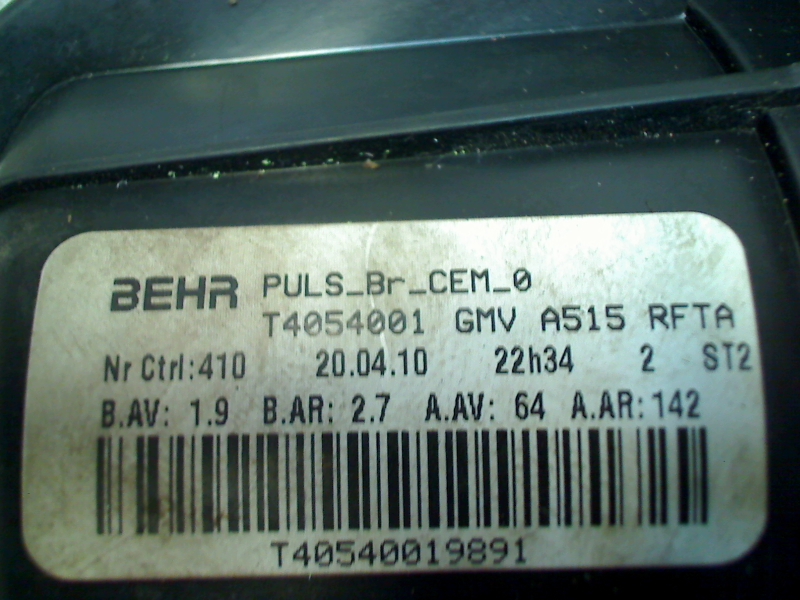 BEHR PULS_Br_CEM_0
T4054001 GMV A515 RFTA
Nr Ctrl:410 20.04.10 22h34 2 ST2
B.AV: 1.9 B.AR: 2.7 A.AV: 64 A.AR:142
T40540019891